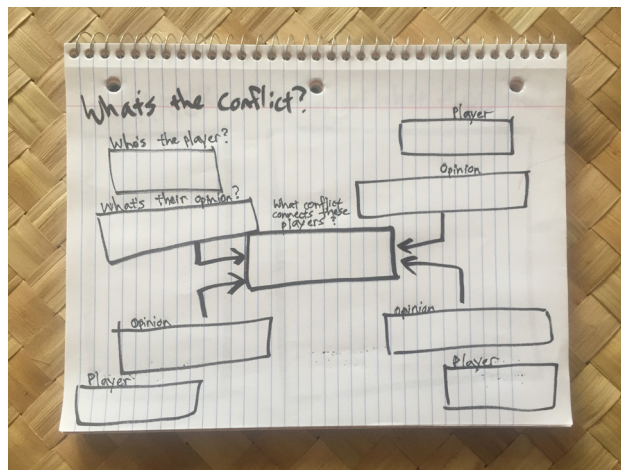 Whats the Conflict?
Who's the player?
What's their opinion?
Player
Opinion
What conflict
connects these
players?
Opinion
Player
opinion
Player